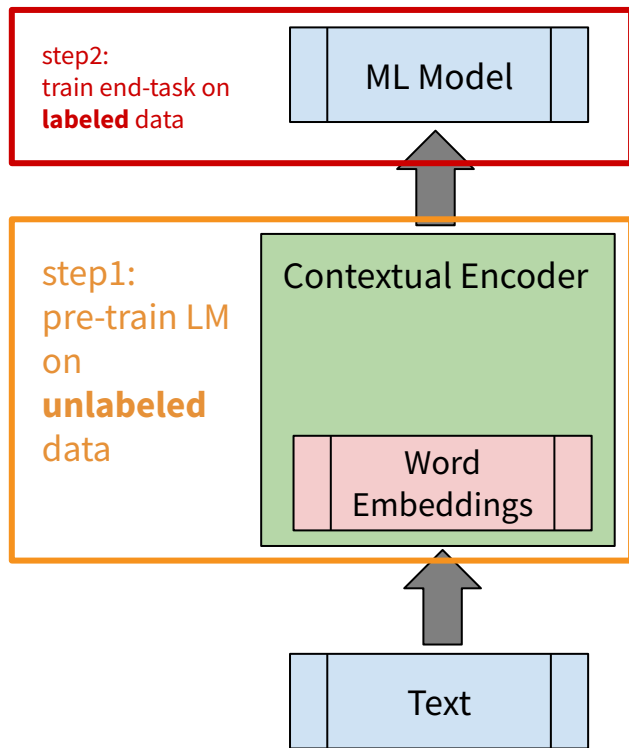 step2:
train end-task on
labeled data
ML Model
step1:
pre-train LM
on
unlabeled
data
Contextual Encoder
Word
Embeddings
Text